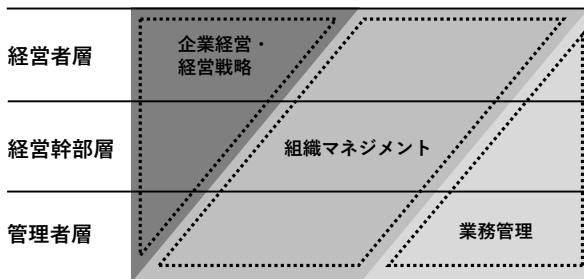 経営者層
企業経営・
経営戦略
経営幹部層
組織マネジメント
管理者層
業務管理